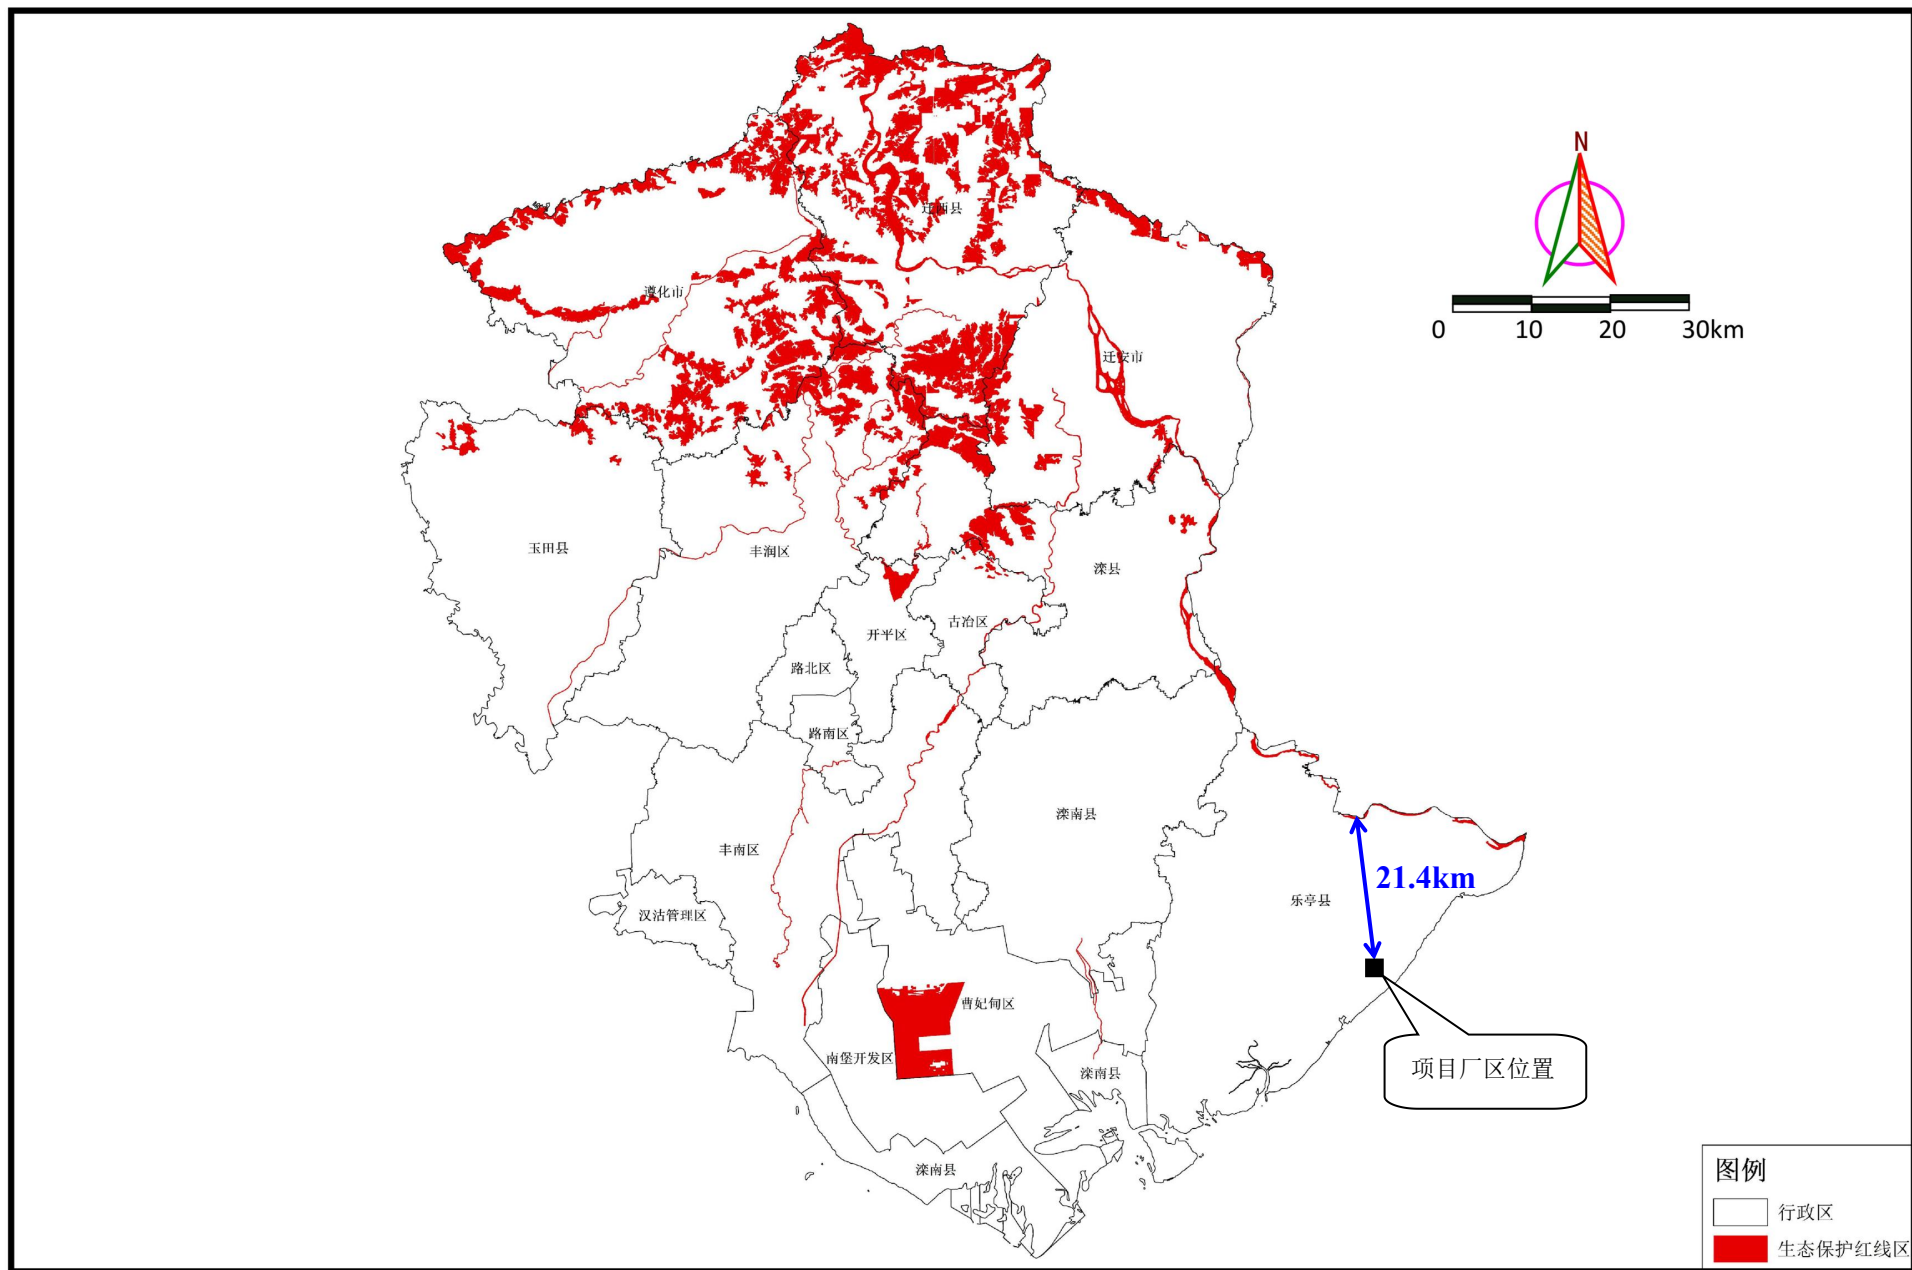 N
0 10 20 30km
迁西县
遵化市
迁安市
玉田县
丰润区
滦县
古冶区
开平区
路北区
路南区
滦南县
丰南区
21.4km
乐亭县
汉沽管理区
曹妃甸区
南堡开发区
滦南县
项目厂区位置
滦南县
图例
行政区
生态保护红线区